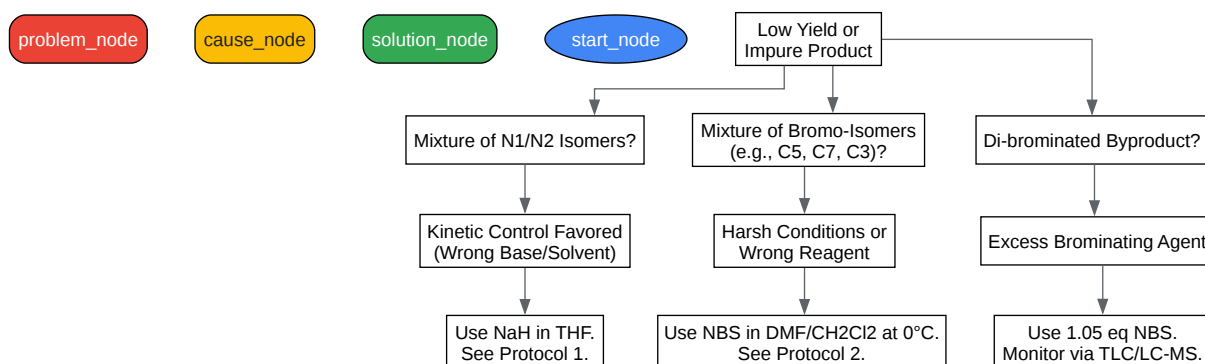 problem_node
cause_node
solution_node
start_node
Low Yield or
Impure Product
Mixture of N1/N2 Isomers?
Mixture of Bromo-Isomers
(e.g., C5, C7, C3)?
Di-brominated Byproduct?
Kinetic Control Favored
(Wrong Base/Solvent)
Harsh Conditions or
Wrong Reagent
Excess Brominating Agent
Use NaH in THF.
See Protocol 1.
Use NBS in DMF/CH2Cl2 at 0°C.
See Protocol 2.
Use 1.05 eq NBS.
Monitor via TLC/LC-MS.